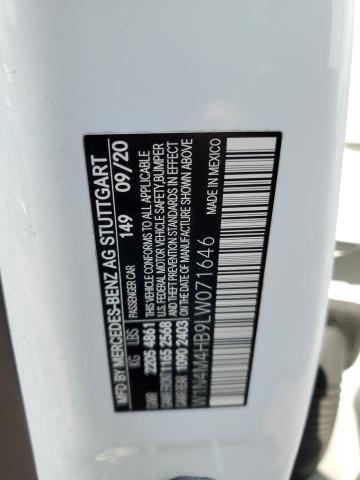 MFD BY MERCEDES-BENZ AG STUTTGART
PASSENGER CAR 149 09/20
KG LBS
GVWR 2205 4861
GAWR FRONT 1165 2568
GAWR REAR 1090 2403
THIS VEHICLE CONFORMS TO ALL APPLICABLE
U.S. FEDERAL MOTOR VEHICLE SAFETY, BUMPER
AND THEFT PREVENTION STANDARDS IN EFFECT
ON THE DATE OF MANUFACTURE SHOWN ABOVE
W1N4M4HB9LW071646
MADE IN MEXICO